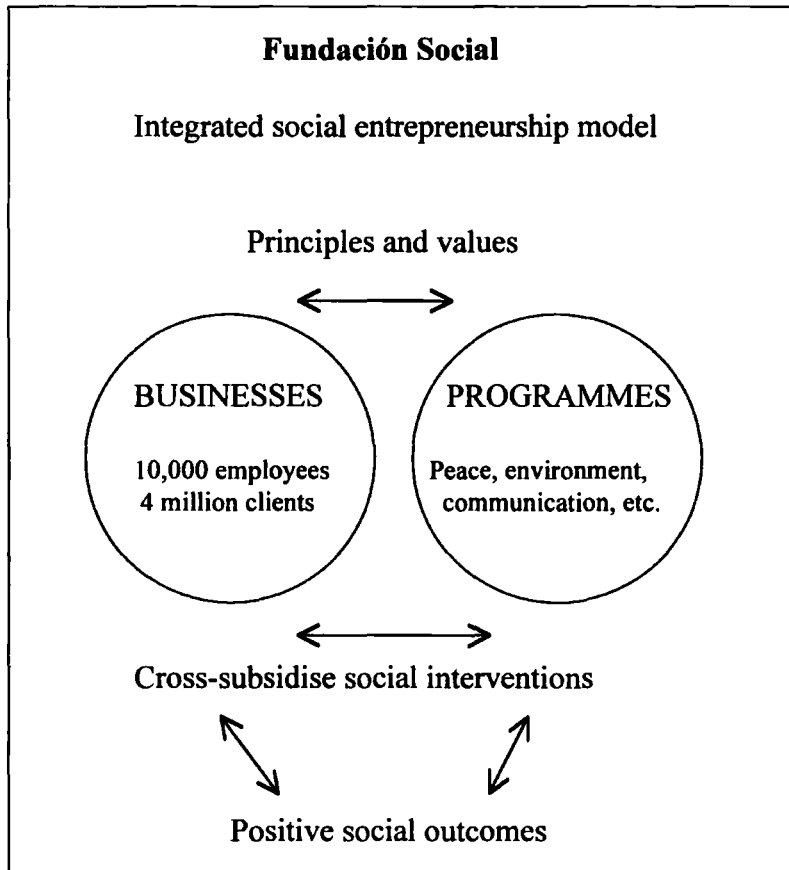 Fundación Social
Integrated social entrepreneurship model
Principles and values
BUSINESSES
10,000 employees
4 million clients
PROGRAMMES
Peace, environment,
communication, etc.
Cross-subsidise social interventions
Positive social outcomes